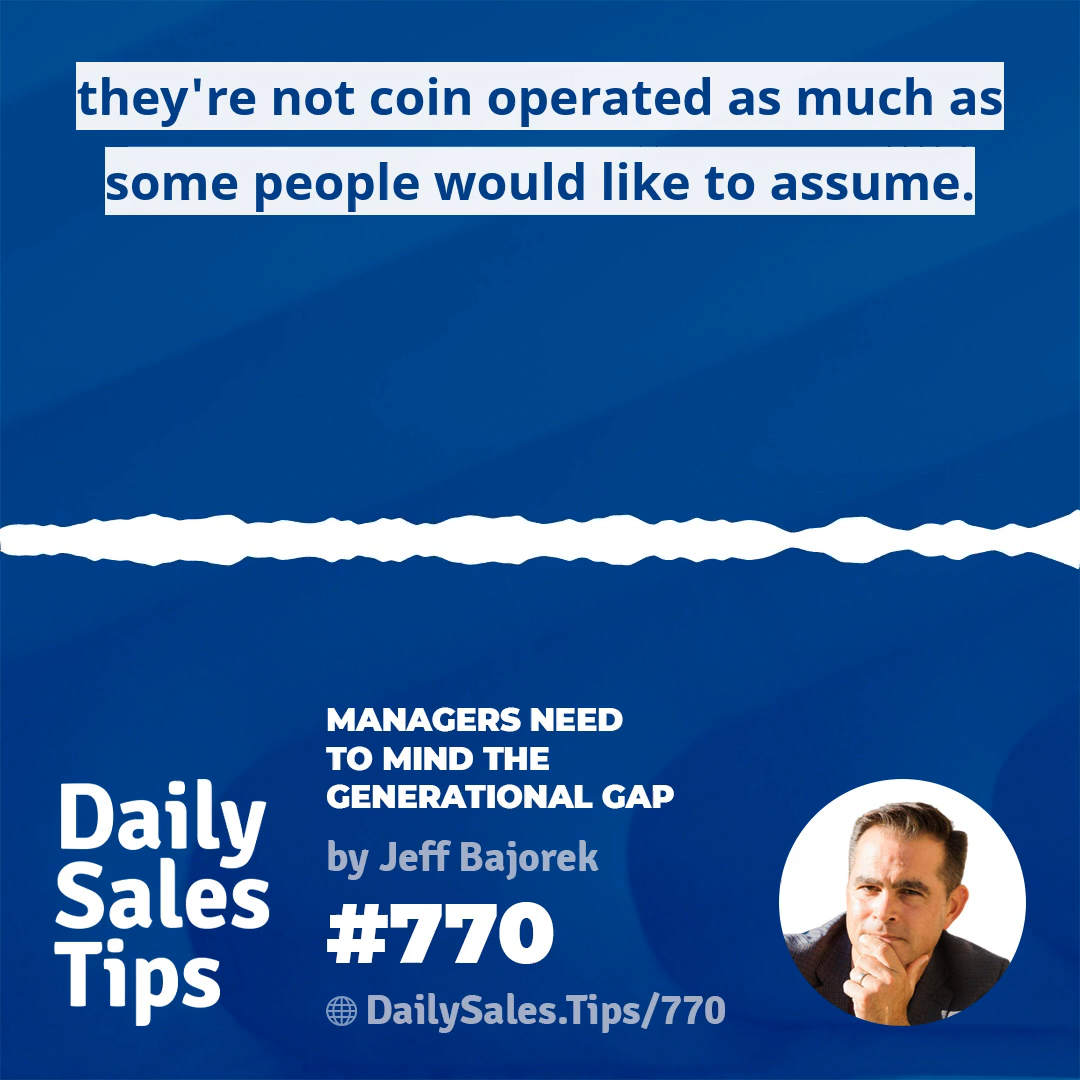 they're not coin operated as much as
some people would like to assume.
MANAGERS NEED
TO MIND THE
GENERATIONAL GAP
by Jeff Bajorek
#770
DailySales.Tips/770
Daily
Sales
Tips